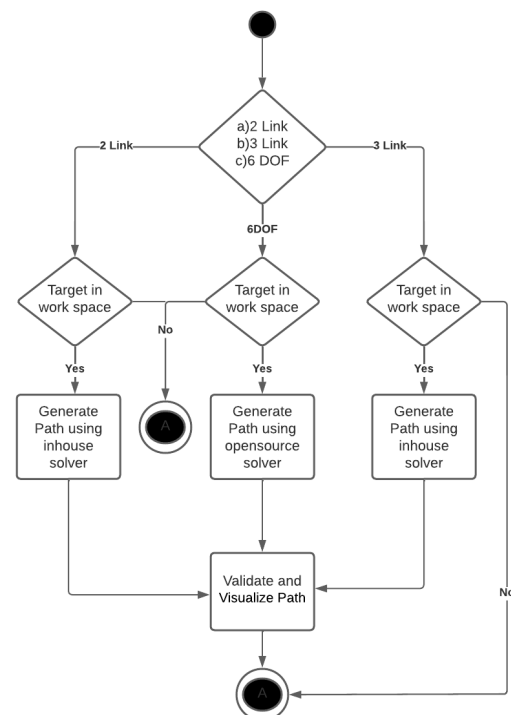 a)2 Link
b)3 Link
c)6 DOF
2 Link
3 Link
6DOF
Target in
work space
Target in
work space
Target in
work space
No
Yes
Yes
Yes
Generate
Path using
inhouse
solver
A
Generate
Path using
opensource
solver
Generate
Path using
inhouse
solver
Validate and
Visualize Path
No
A